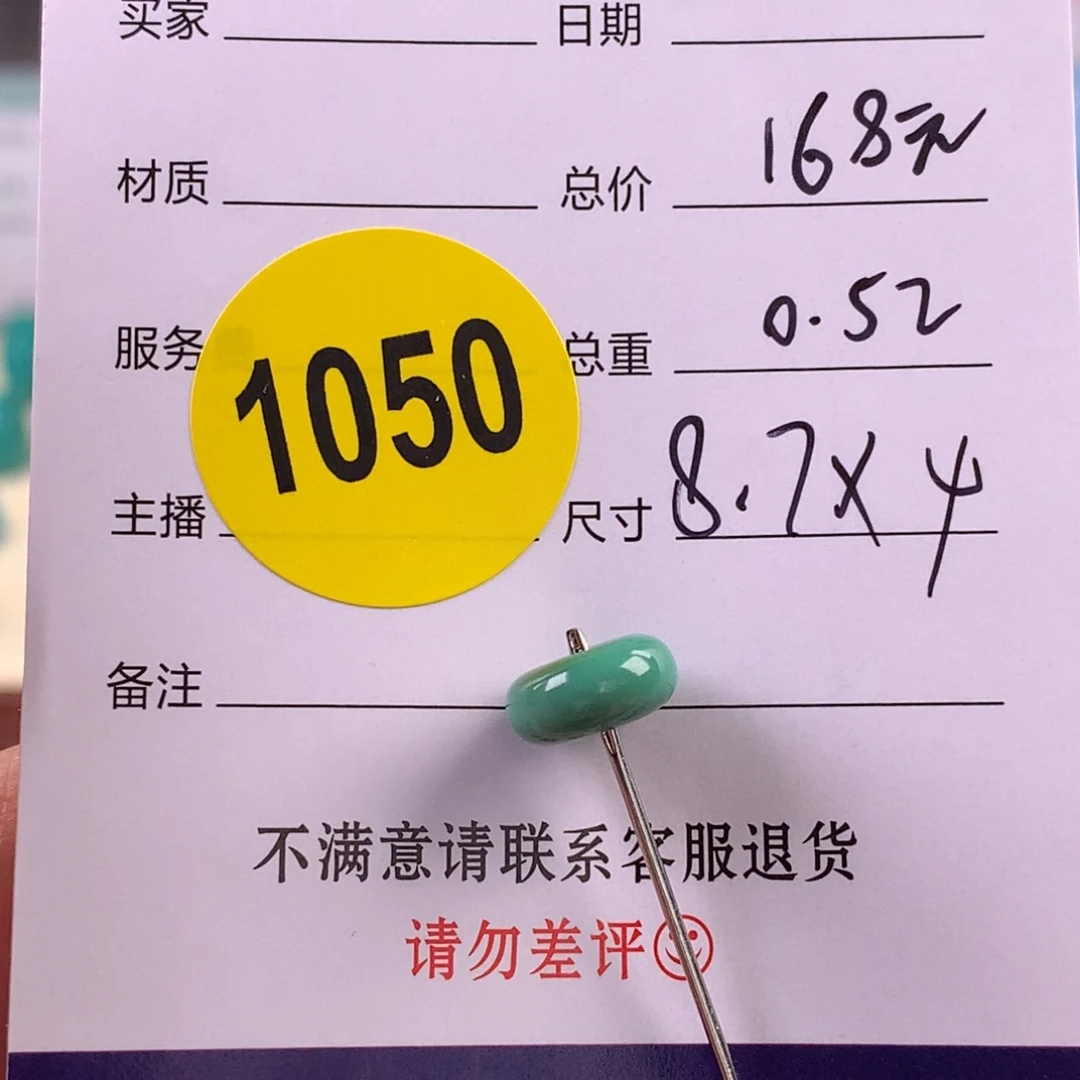 买家 日期
材质 总价 168元
服务 总重 0.52
1050
主播 尺寸 8.7X4
备注
不满意请联系客服退货
请勿差评